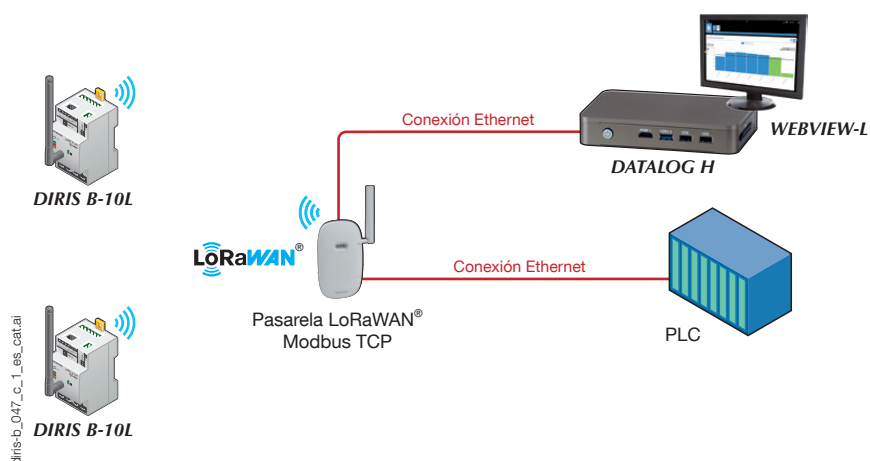 Conexión Ethernet
WEBVIEW-L
DATALOG H
DIRIS B-10L
LoRaWAN®
Conexión Ethernet
Pasarela LoRaWAN®
Modbus TCP
PLC
DIRIS B-10L
diris-b_047_c_1_es_cat.ai